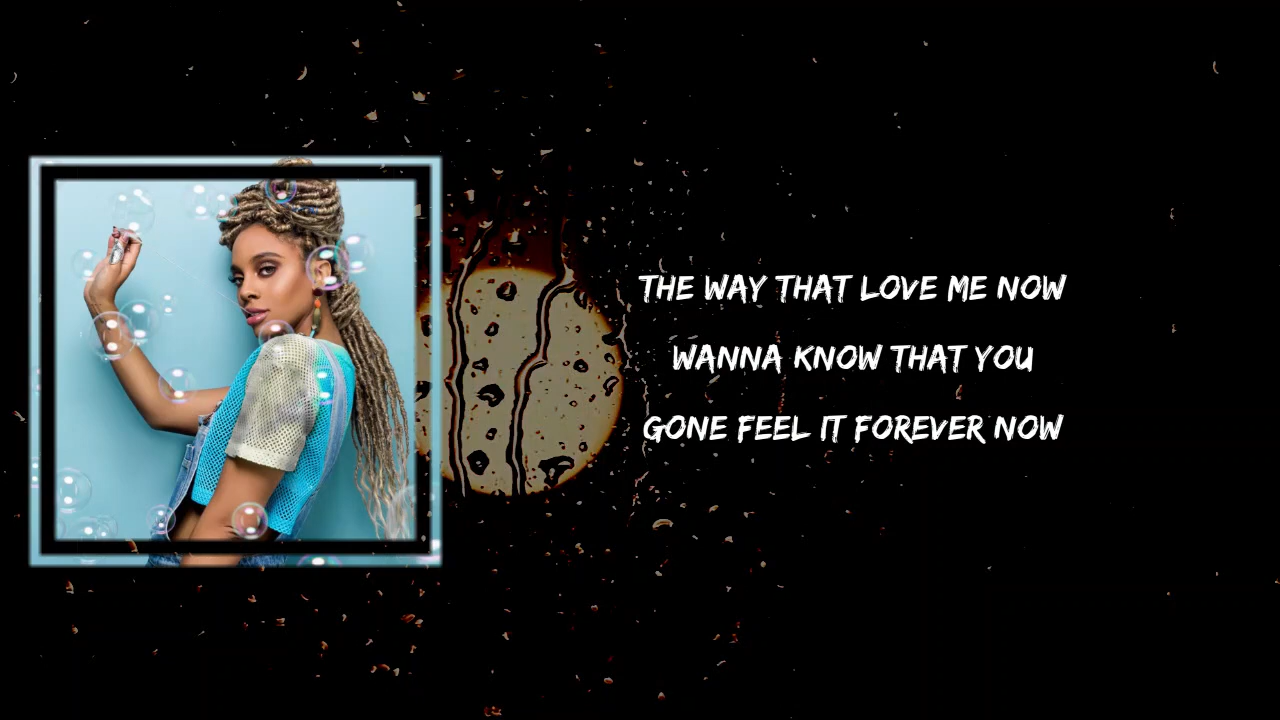 THE WAY THAT LOVE ME NOW
WANNA KNOW THAT YOU
GONE FEEL IT FOREVER NOW